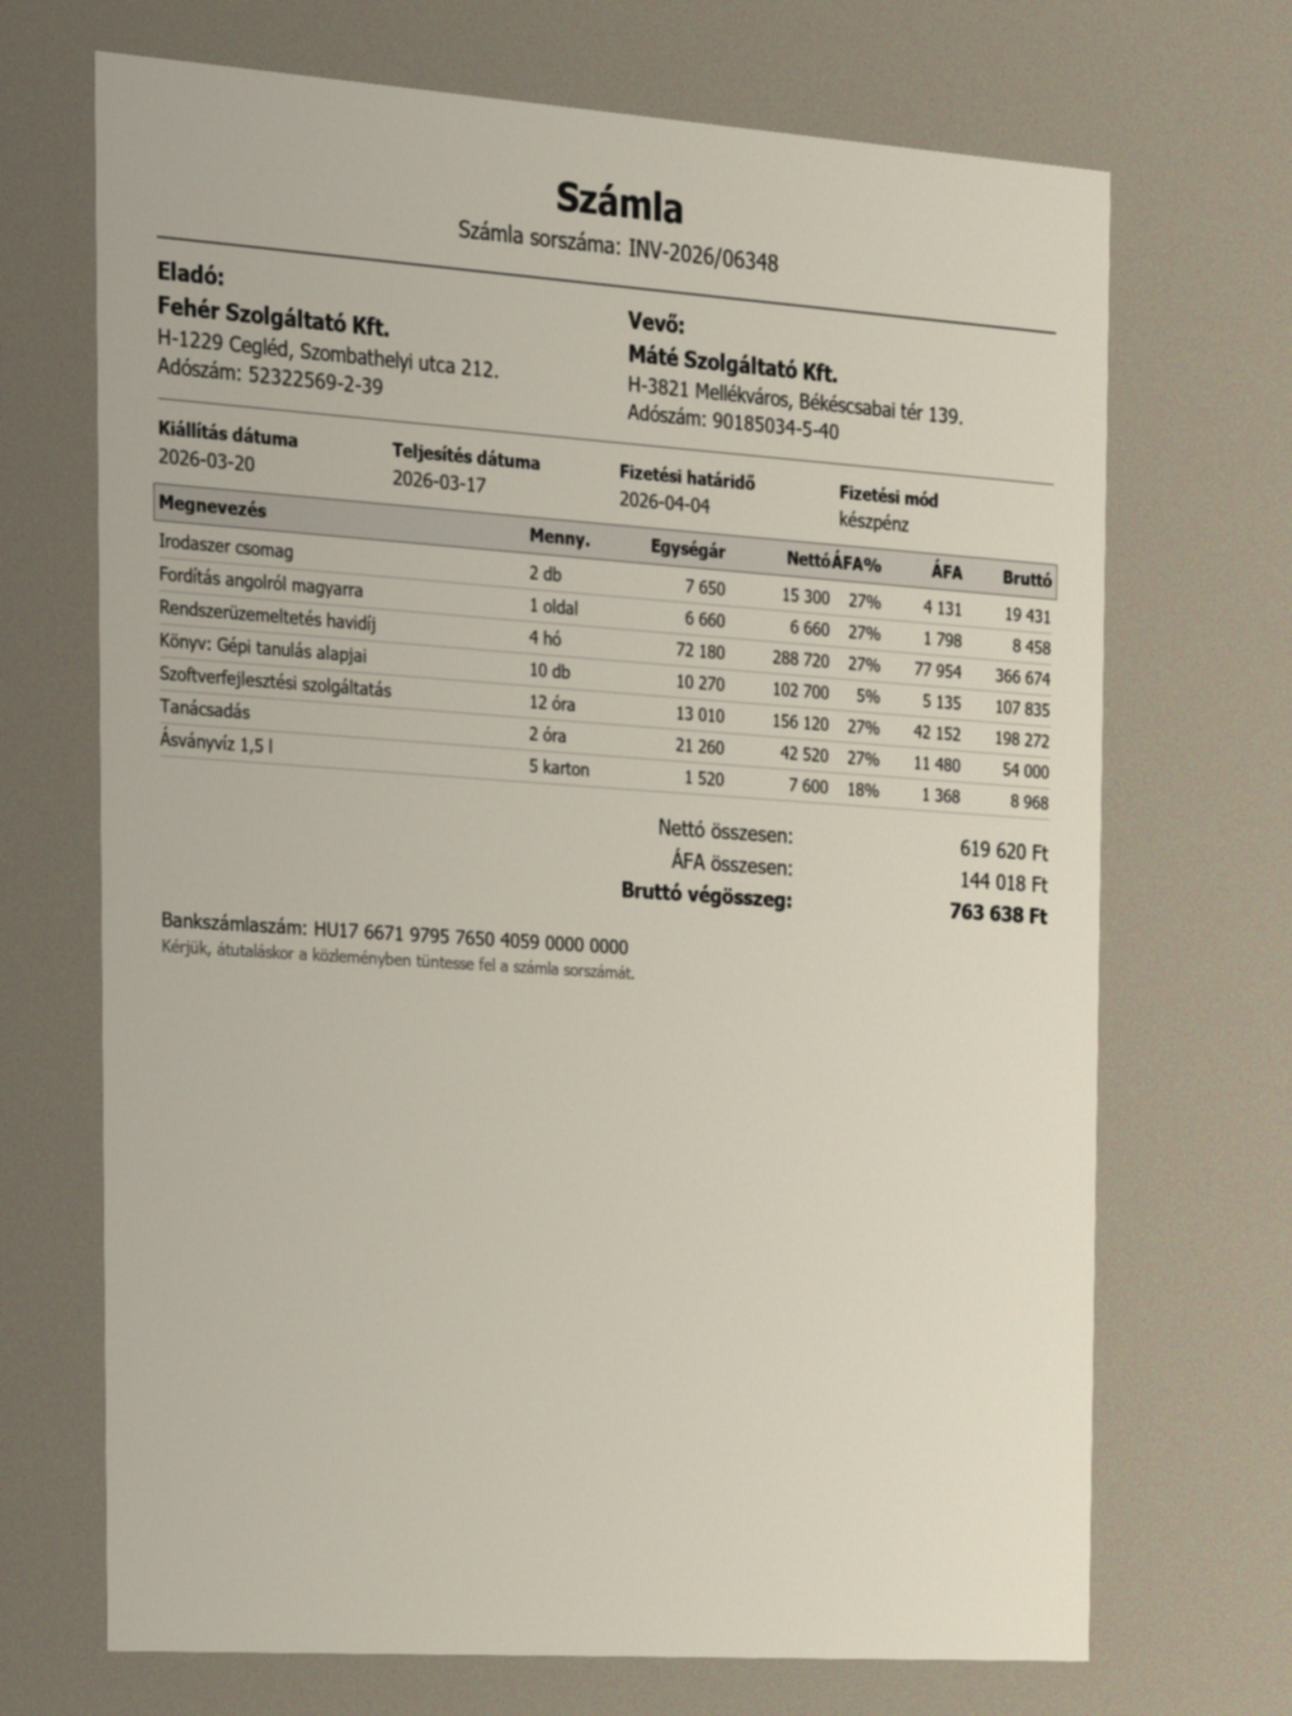 Számla
Számla sorszáma: INV-2026/06348
Eladó:
Fehér Szolgáltató Kft.
H-1229 Cegléd, Szombathelyi utca 212.
Adószám: 52322569-2-39
Vevő:
Máté Szolgáltató Kft.
H-3821 Mellékváros, Békéscsabai tér 139.
Adószám: 90185034-5-40
Kiállítás dátuma Teljesítés dátuma Fizetési határidő Fizetési mód
2026-03-20 2026-03-17 2026-04-04 készpénz
Megnevezés Menny. Egységár Nettó ÁFA% ÁFA Bruttó
Irodaszer csomag 2 db 7 650 15 300 27% 4 131 19 431
Fordítás angolról magyarra 1 oldal 6 660 6 660 27% 1 798 8 458
Rendszerüzemeltetés havidíj 4 hó 72 180 288 720 27% 77 954 366 674
Könyv: Gépi tanulás alapjai 10 db 10 270 102 700 5% 5 135 107 835
Szoftverfejlesztési szolgáltatás 12 óra 13 010 156 120 27% 42 152 198 272
Tanácsadás 2 óra 21 260 42 520 27% 11 480 54 000
Ásványvíz 1,5 l 5 karton 1 520 7 600 18% 1 368 8 968
Nettó összesen: 619 620 Ft
ÁFA összesen: 144 018 Ft
Bruttó végösszeg: 763 638 Ft
Bankszámlaszám: HU17 6671 9795 7650 4059 0000 0000
Kérjük, átutaláskor a közleményben tüntesse fel a számla sorszámát.